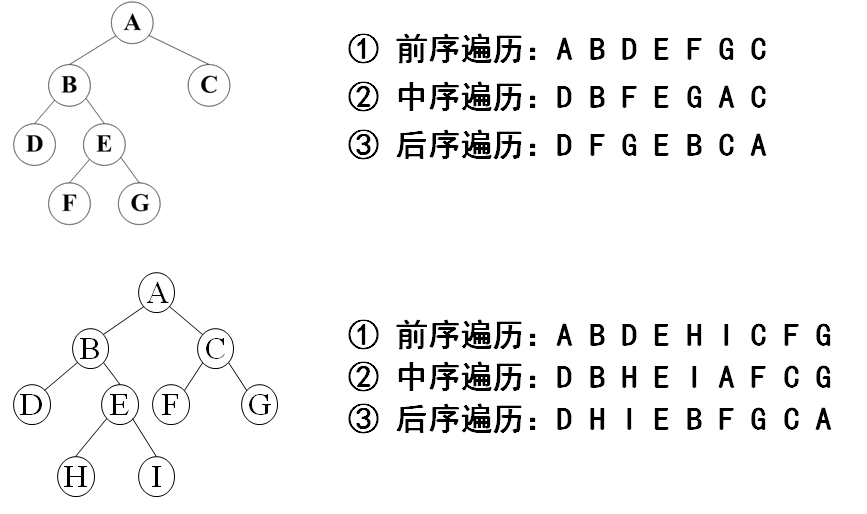 A
B C
D E
F G
① 前序遍历：A B D E F G C
② 中序遍历：D B F E G A C
③ 后序遍历：D F G E B C A
A
B C
D E F G
H I
① 前序遍历：A B D E H I C F G
② 中序遍历：D B H E I A F C G
③ 后序遍历：D H I E B F G C A